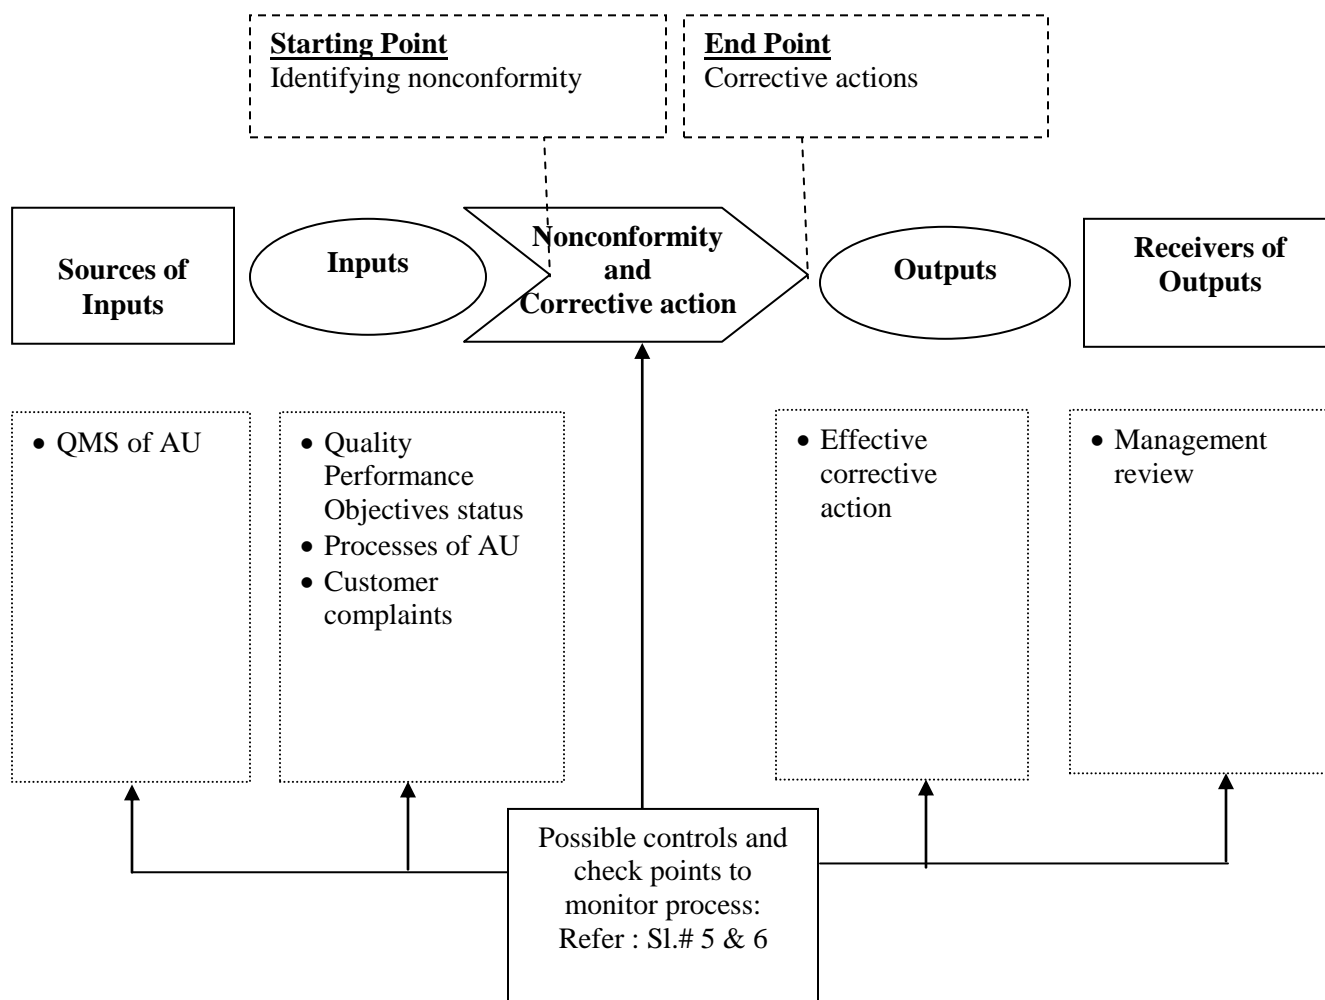 Starting Point
Identifying nonconformity
End Point
Corrective actions
Sources of
Inputs
Inputs
Nonconformity
and
Corrective action
Outputs
Receivers of
Outputs
• QMS of AU
• Quality
Performance
Objectives status
• Processes of AU
• Customer
complaints
• Effective
corrective
action
• Management
review
Possible controls and
check points to
monitor process:
Refer : Sl.# 5 & 6